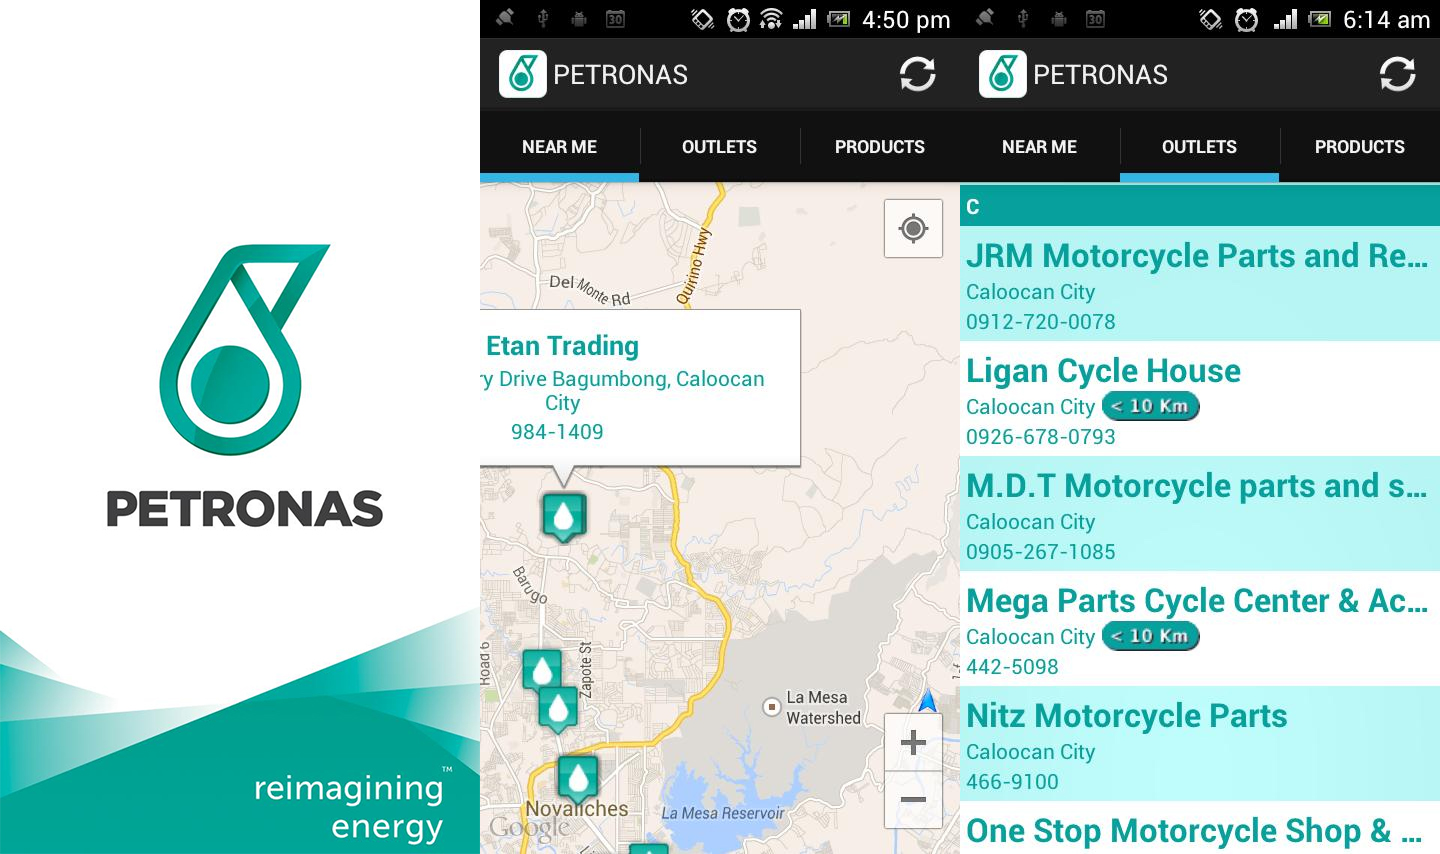 PETRONAS
reimagining™
energy
30
4:50 pm
PETRONAS
NEAR ME
OUTLETS
PRODUCTS
Quirino Hwy
Del Monte Rd
Etan Trading
ry Drive Bagumbong, Caloocan
City
984-1409
Barugo
Road 6
Zapote St
La Mesa
Watershed
Novaliches
La Mesa Reservoir
Google
30
6:14 am
PETRONAS
NEAR ME
OUTLETS
PRODUCTS
C
JRM Motorcycle Parts and Re...
Caloocan City
0912-720-0078
Ligan Cycle House
Caloocan City < 10 Km
0926-678-0793
M.D.T Motorcycle parts and s...
Caloocan City
0905-267-1085
Mega Parts Cycle Center & Ac...
Caloocan City < 10 Km
442-5098
Nitz Motorcycle Parts
Caloocan City
466-9100
One Stop Motorcycle Shop & ...